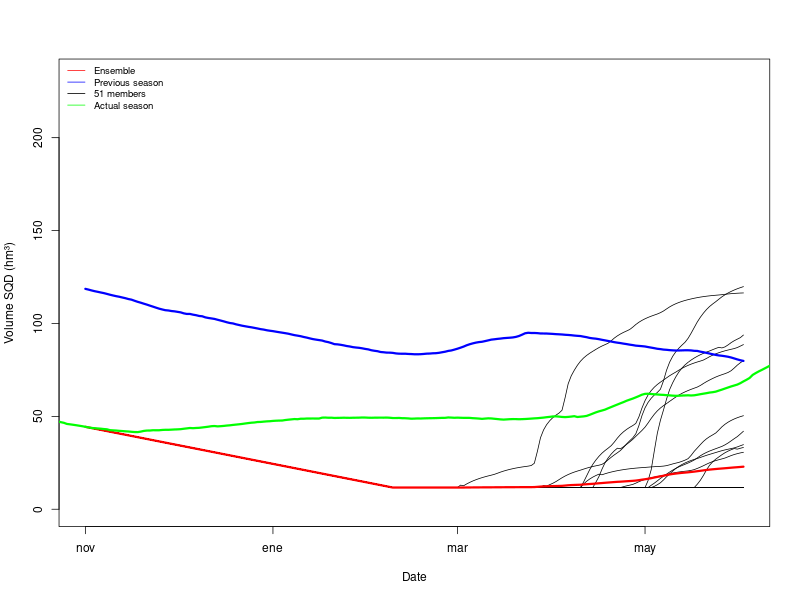 Ensemble
Previous season
51 members
Actual season
Volume SQD (hm³)
200
150
100
50
0
nov ene mar may
Date